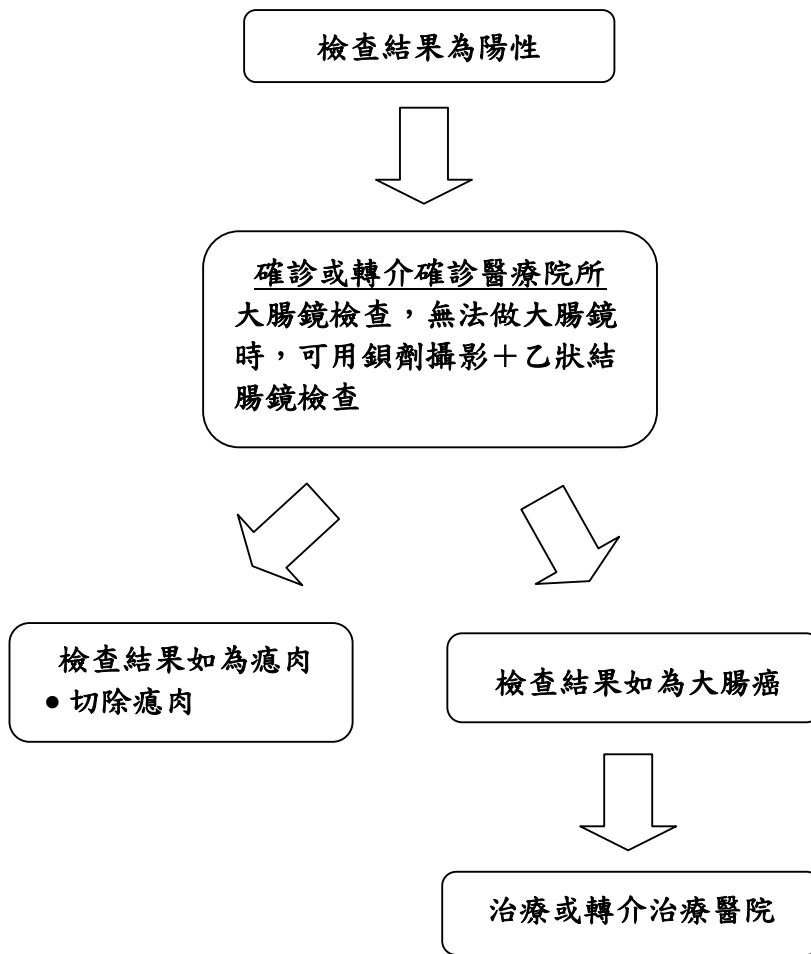 檢查結果為陽性
確診或轉介確診醫療院所
大腸鏡檢查，無法做大腸鏡
時，可用鋇劑攝影＋乙狀結
腸鏡檢查
檢查結果如為瘜肉
• 切除瘜肉
檢查結果如為大腸癌
治療或轉介治療醫院